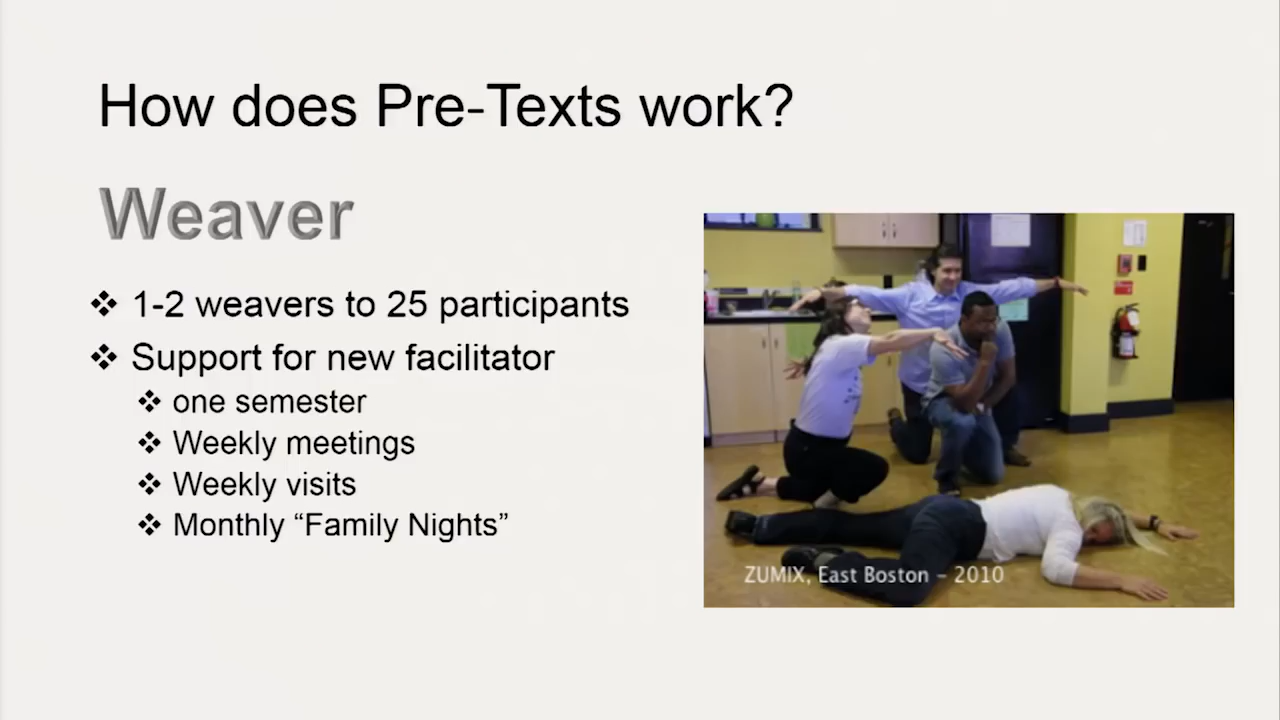 How does Pre-Texts work?
Weaver
❖ 1-2 weavers to 25 participants
❖ Support for new facilitator
❖ one semester
❖ Weekly meetings
❖ Weekly visits
❖ Monthly “Family Nights”
ZUMIX, East Boston – 2010